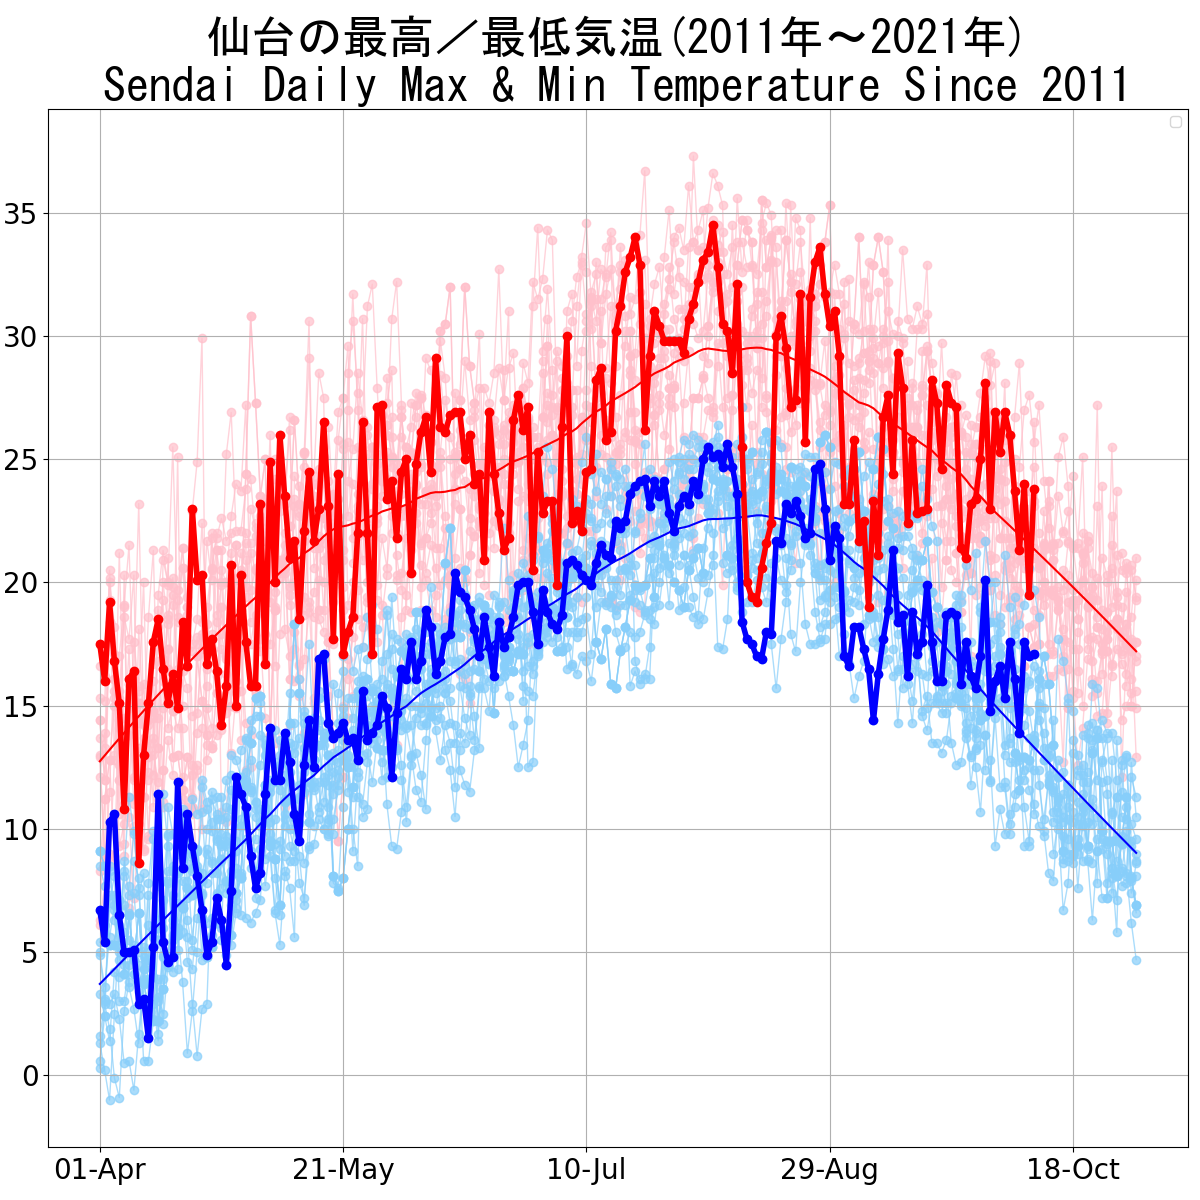 仙台の最高／最低気温(2011年～2021年)
Sendai Daily Max & Min Temperature Since 2011
35
30
25
20
15
10
5
0
01-Apr 21-May 10-Jul 29-Aug 18-Oct